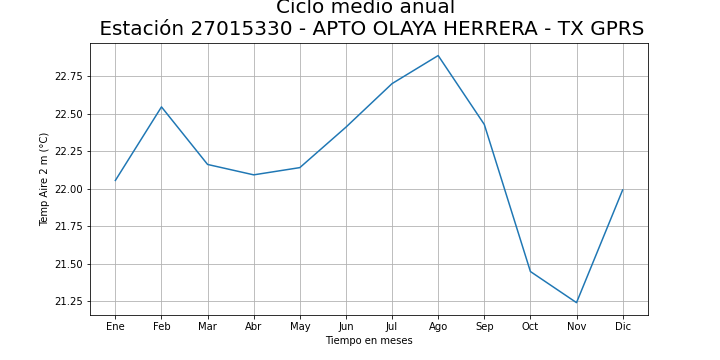 Ciclo medio anual
Estación 27015330 - APTO OLAYA HERRERA - TX GPRS
22.75
22.50
22.25
22.00
21.75
21.50
21.25
Temp Aire 2 m (°C)
Ene Feb Mar Abr May Jun Jul Ago Sep Oct Nov Dic
Tiempo en meses